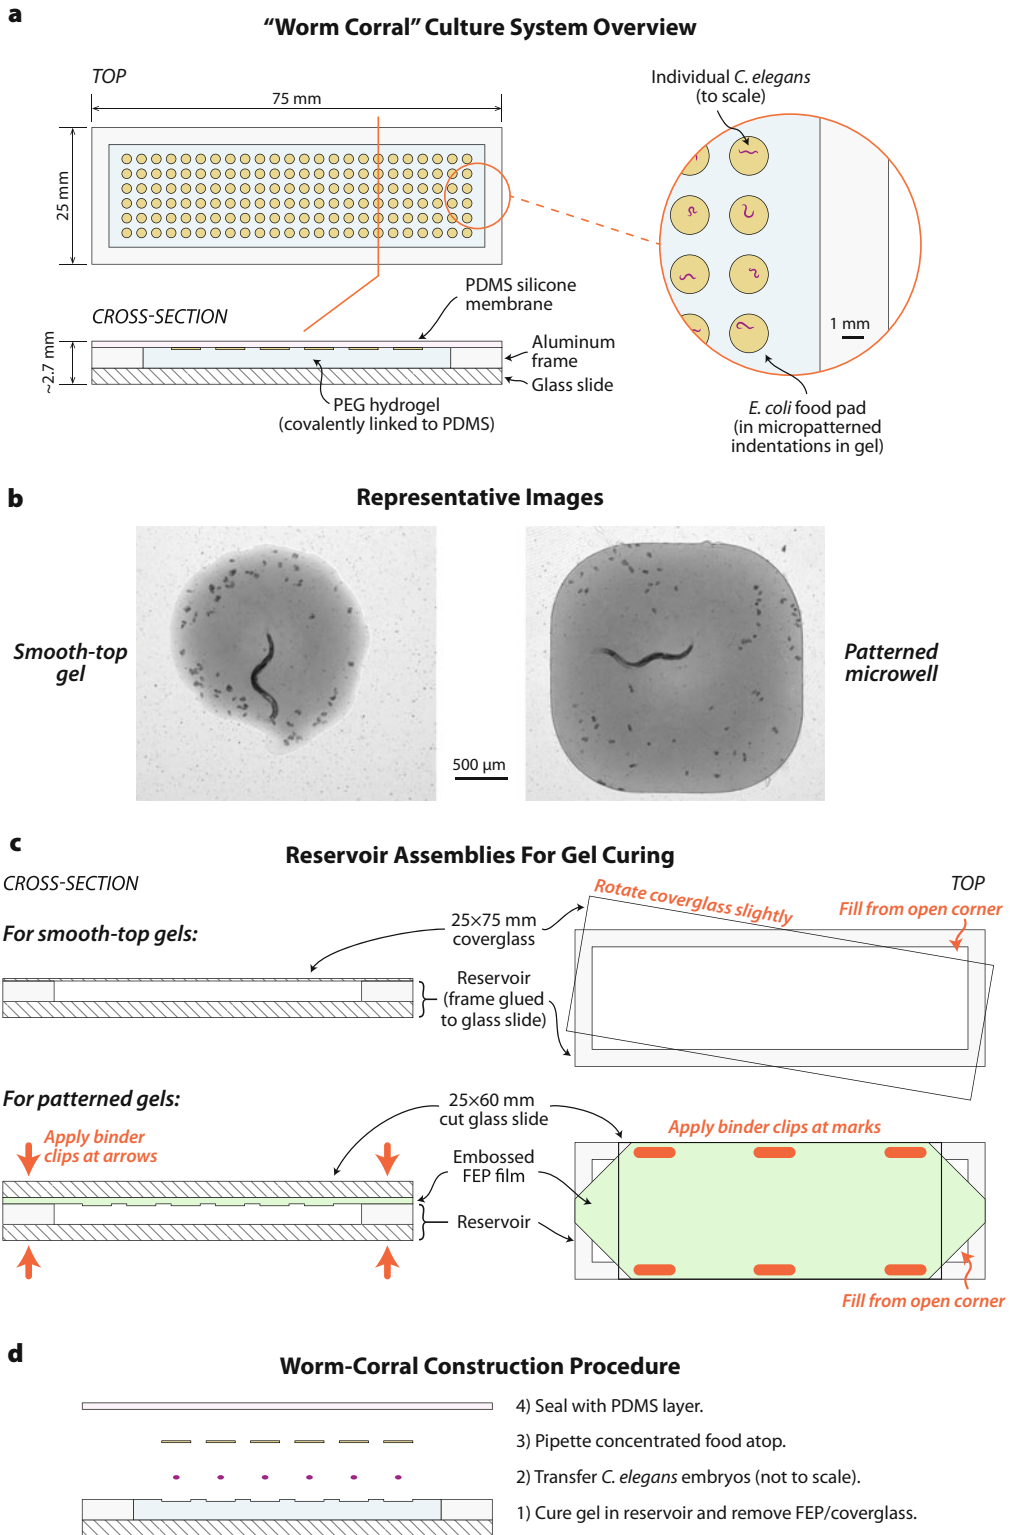 a
“Worm Corral” Culture System Overview
TOP
75 mm
25 mm
Individual C. elegans
(to scale)
1 mm
E. coli food pad
(in micropatterned
indentations in gel)
CROSS-SECTION
PDMS silicone
membrane
~2.7 mm
Aluminum
frame
Glass slide
PEG hydrogel
(covalently linked to PDMS)
b
Representative Images
Smooth-top
gel
500 µm
Patterned
microwell
c
Reservoir Assemblies For Gel Curing
CROSS-SECTION
TOP
For smooth-top gels:
25×75 mm
coverglass
Rotate coverglass slightly
Fill from open corner
Reservoir
(frame glued
to glass slide)
For patterned gels:
25×60 mm
cut glass slide
Apply binder
clips at arrows
Apply binder clips at marks
Embossed
FEP film
Reservoir
Fill from open corner
d
Worm-Corral Construction Procedure
4) Seal with PDMS layer.
3) Pipette concentrated food atop.
2) Transfer C. elegans embryos (not to scale).
1) Cure gel in reservoir and remove FEP/coverglass.